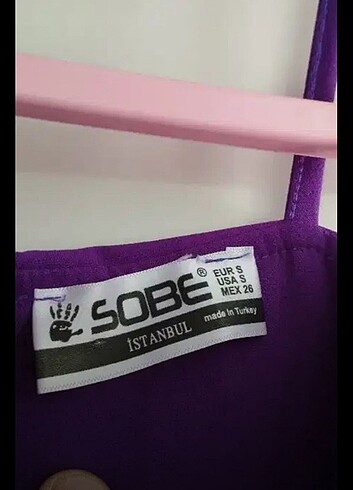 SOBE®
EUR S
USA S
MEX 26
İSTANBUL
made in Turkey